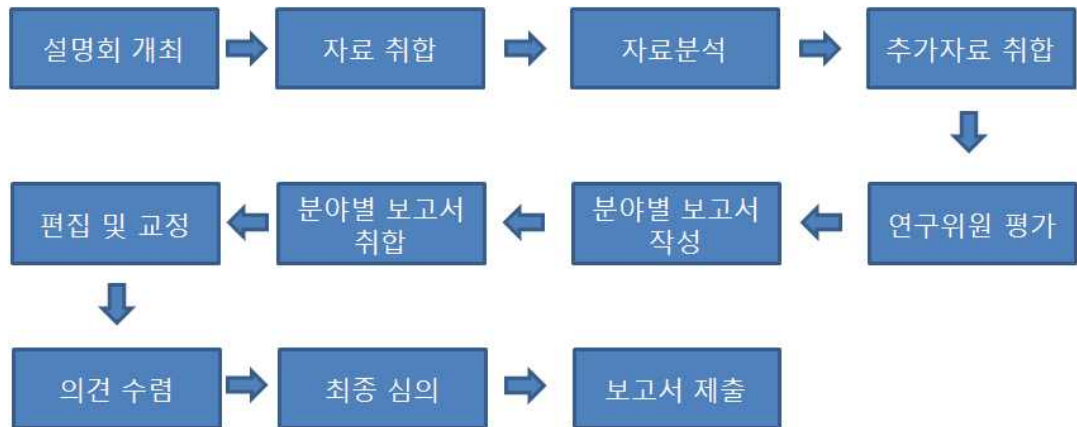 설명회 개최
자료 취합
자료분석
추가자료 취합
연구위원 평가
분야별 보고서
작성
분야별 보고서
취합
편집 및 교정
의견 수렴
최종 심의
보고서 제출